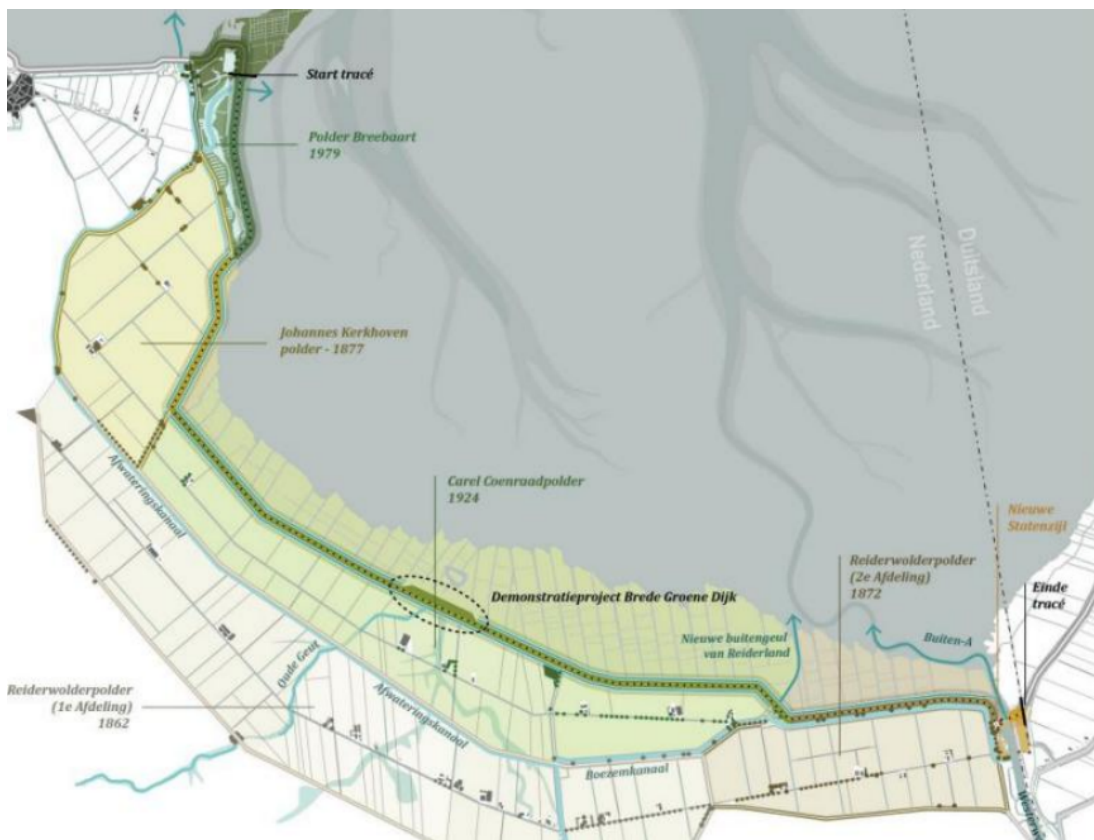 Start tracé
Polder Breebaart
1979
Duitsland
Nederland
Johannes Kerkhoven
polder - 1877
Afwateringskanaal
Carel Coenraadpolder
1924
Nieuwe
Statenzijl
Reiderwolderpolder
(2e Afdeling)
1872
Einde
tracé
Demonstratieproject Brede Groene Dijk
Nieuwe buitengeul
van Reiderland
Buiten-A
Oude Geut
Reiderwolderpolder
(1e Afdeling)
1862
Afwateringskanaal
Boezemkanaal